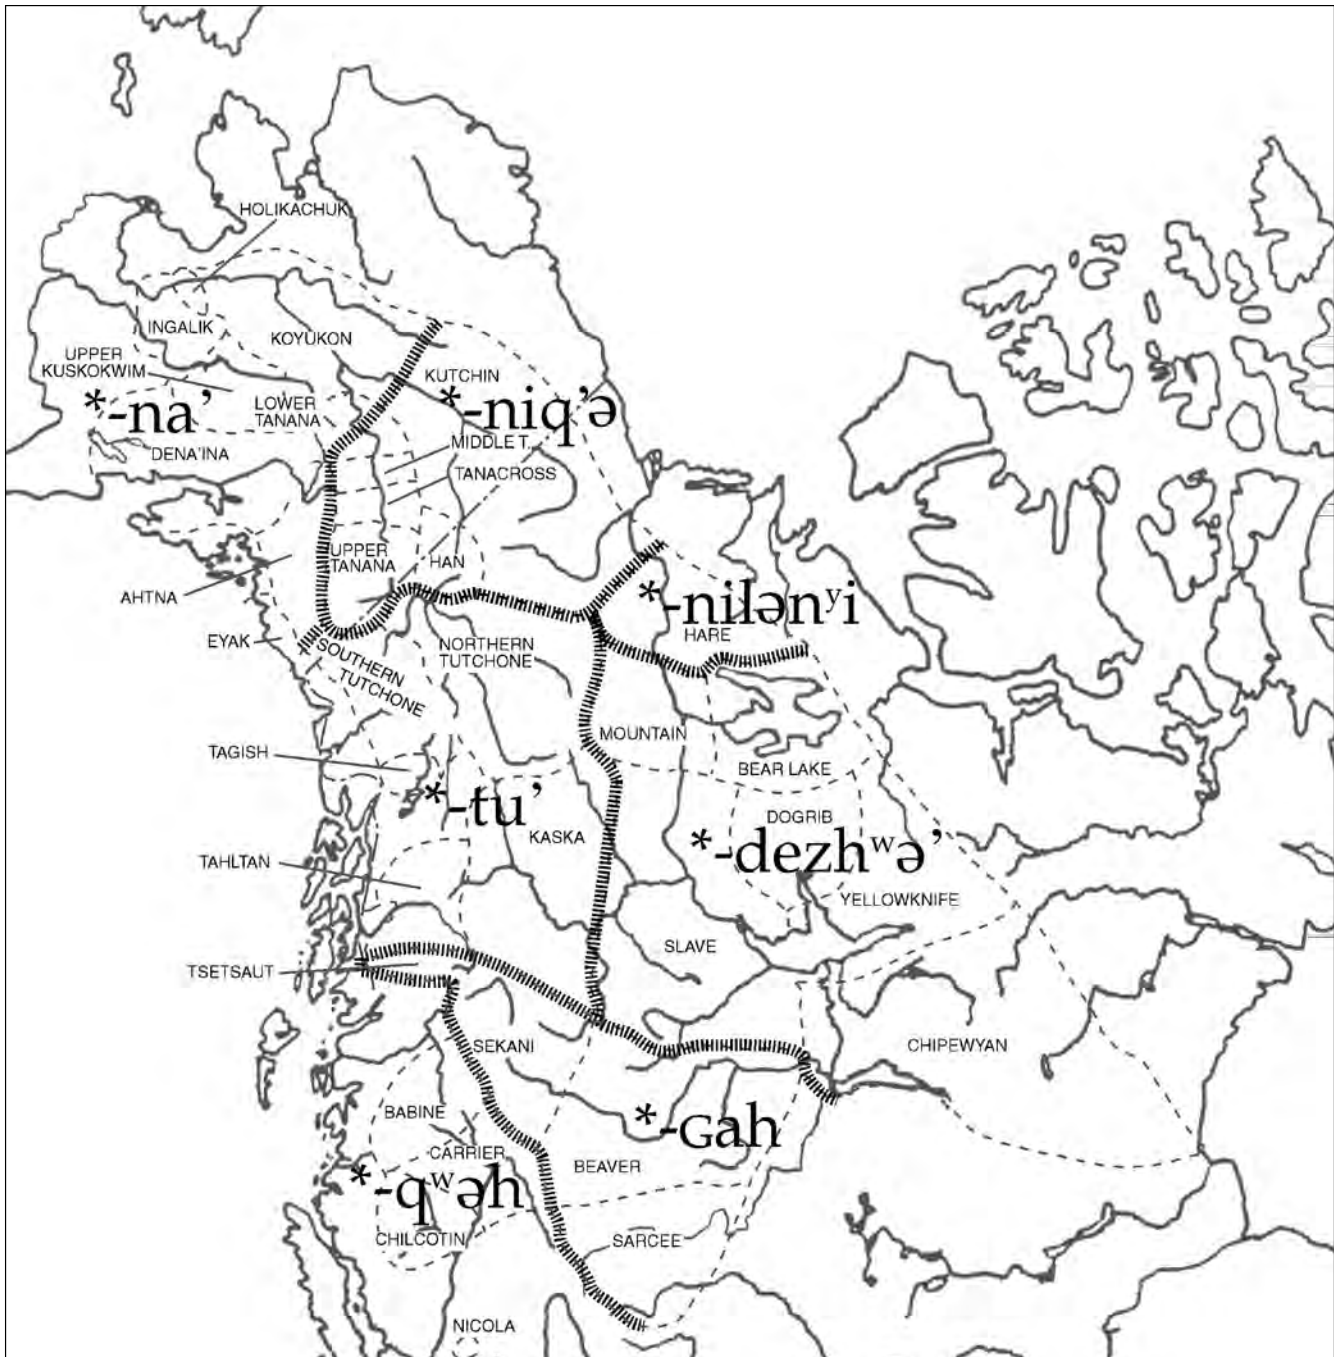 HOLIKACHUK
INGALIK
KOYUKON
UPPER
KUSKOKWIM
KUTCHIN
*-na’
LOWER
TANANA
*-niq’ə
DENA’INA
MIDDLE T.
TANACROSS
UPPER
TANANA
HAN
AHTNA
*-nilənʸi
EYAK
HARE
SOUTHERN
TUTCHONE
NORTHERN
TUTCHONE
MOUNTAIN
TAGISH
BEAR LAKE
*-tu’
DOGRIB
KASKA
*-dezhʷə’
TAHLTAN
YELLOWKNIFE
SLAVE
TSETSAUT
SEKANI
CHIPEWYAN
BABINE
*-ɢah
CARRIER
BEAVER
*-qʷəh
CHILCOTIN
SARCEE
NICOLA